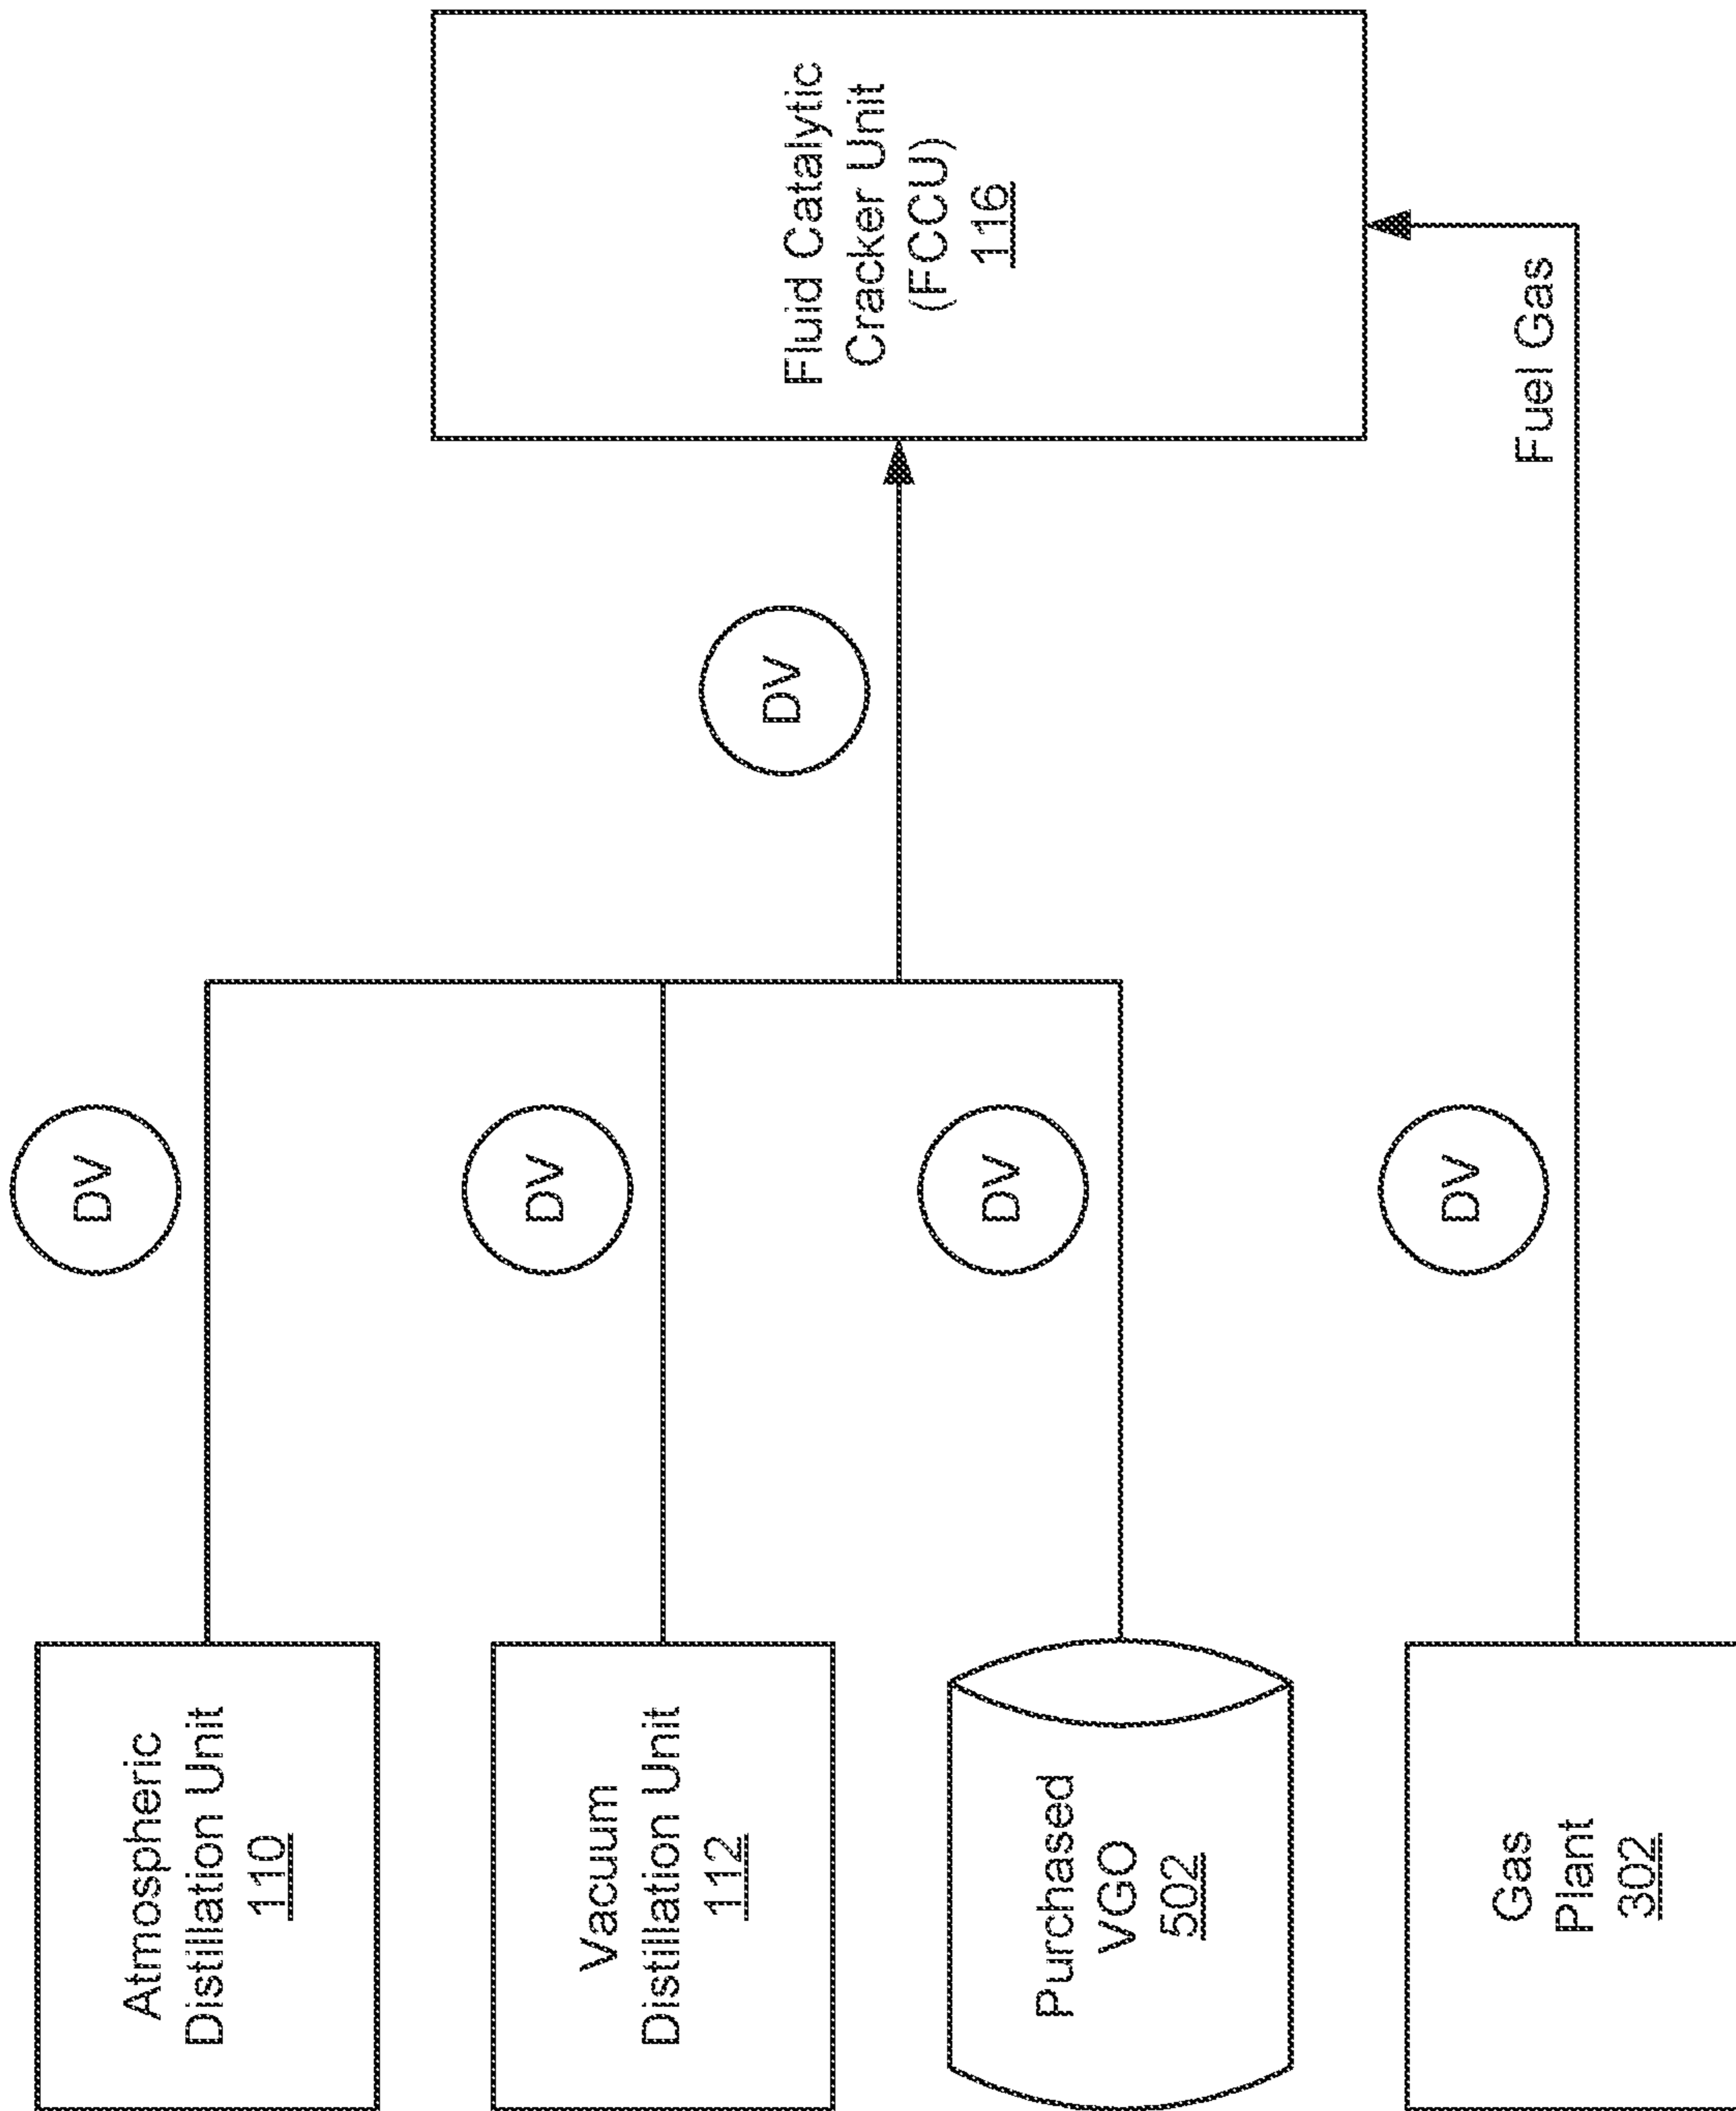 Atmospheric
Distillation Unit
110
DV
Vacuum
Distillation Unit
112
DV
Purchased
VGO
502
DV
Gas
Plant
302
DV
DV
Fluid Catalytic
Cracker Unit
(FCCU)
116
Fuel Gas